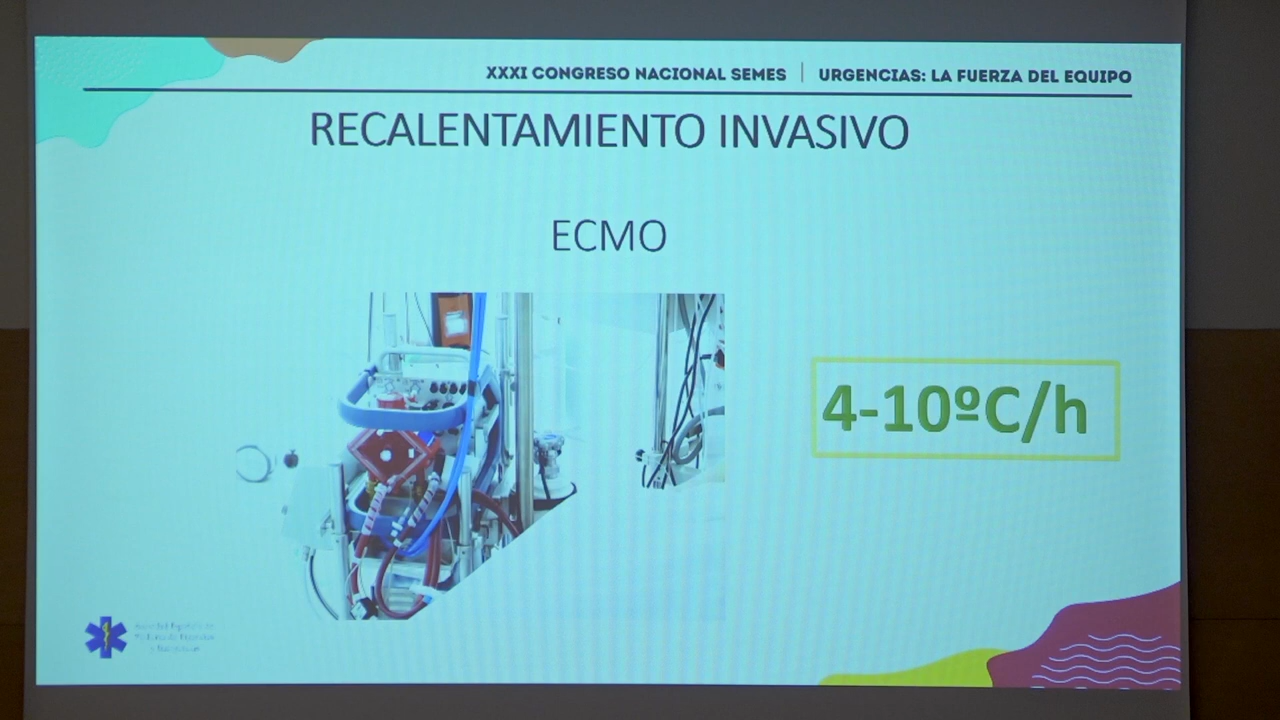 XXXI CONGRESO NACIONAL SEMES | URGENCIAS: LA FUERZA DEL EQUIPO
RECALENTAMIENTO INVASIVO
ECMO
4-10ºC/h